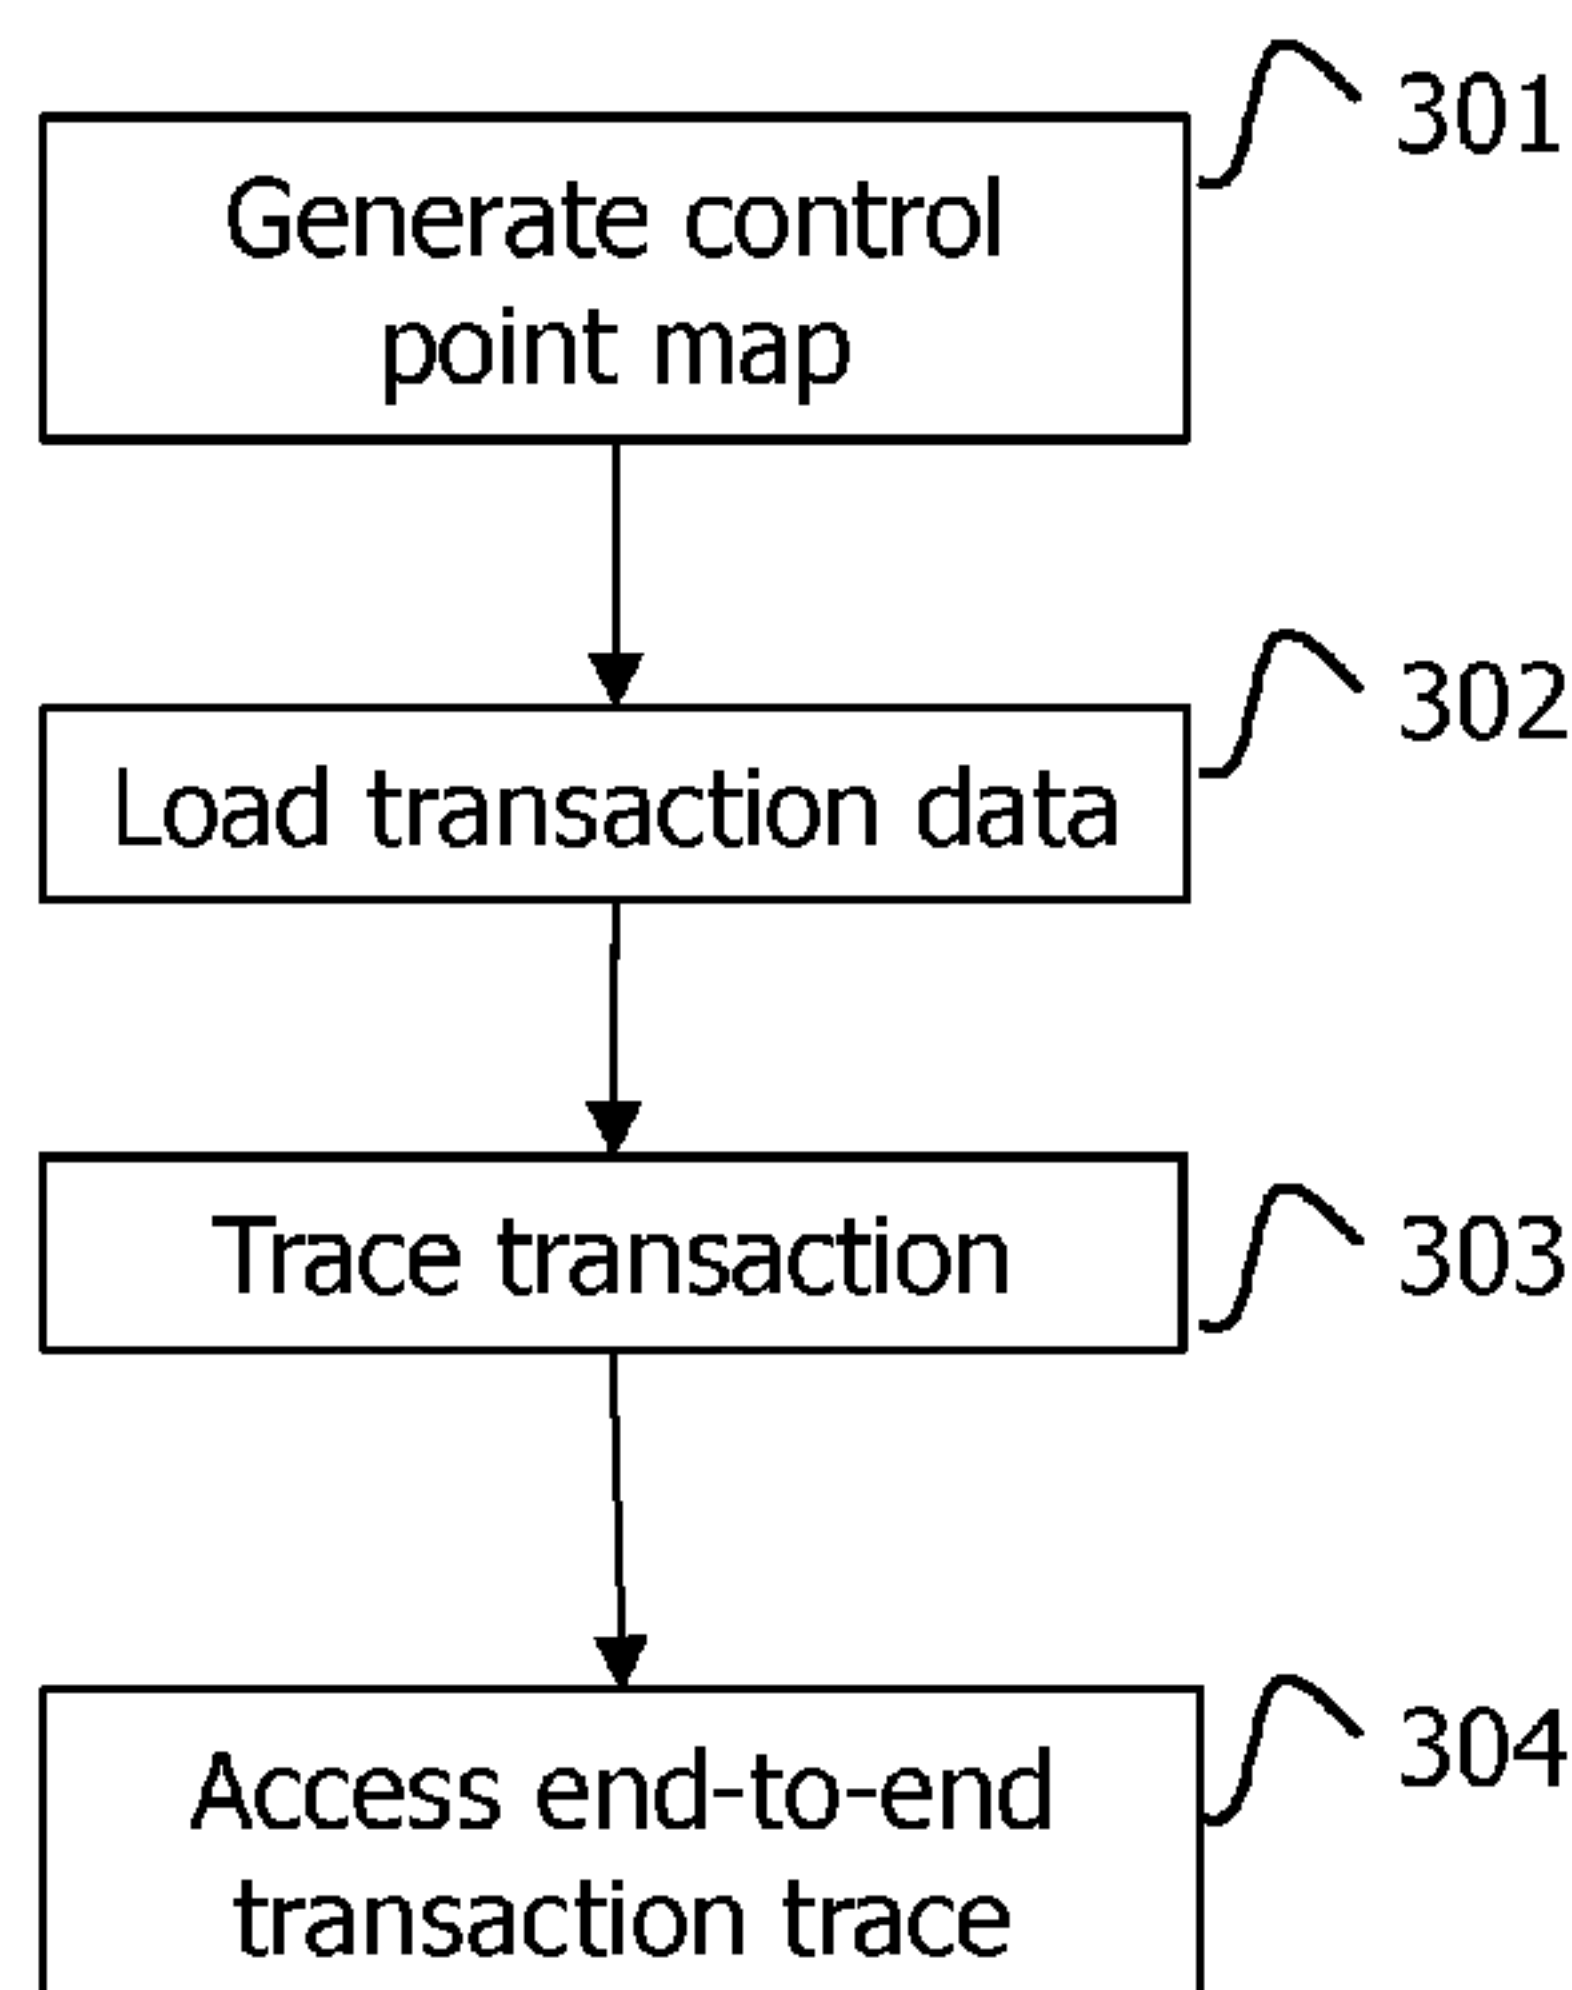 301
Generate control
point map
302
Load transaction data
303
Trace transaction
304
Access end-to-end
transaction trace